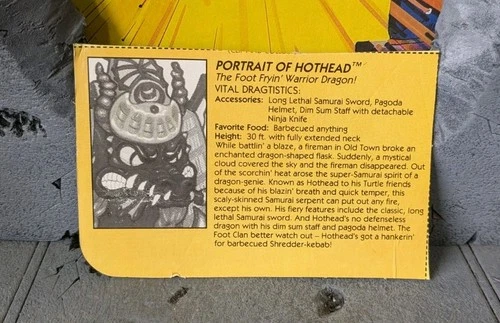 PORTRAIT OF HOTHEAD™
The Foot Fryin' Warrior Dragon!
VITAL DRAGTISTICS:
Accessories: Long Lethal Samurai Sword, Pagoda
Helmet, Dim Sum Staff with detachable
Ninja Knife
Favorite Food: Barbecued anything
Height: 30 ft. with fully extended neck
While battlin' a blaze, a fireman in Old Town broke an
enchanted dragon-shaped flask. Suddenly, a mystical
cloud covered the sky and the fireman disappeared. Out
of the scorchin' heat arose the super-Samurai spirit of a
dragon-genie. Known as Hothead to his Turtle friends
because of his blazin' breath and quick temper, this
scaly-skinned Samurai serpent can put out any fire,
except his own. His fiery features include the classic, long
lethal Samurai sword. And Hothead's no defenseless
dragon with his dim sum staff and pagoda helmet. The
Foot Clan better watch out – Hothead's got a hankerin'
for barbecued Shredder-kebab!